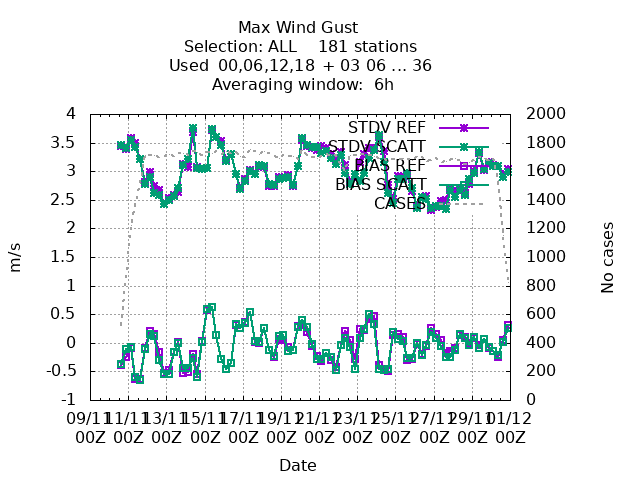 Max Wind Gust
Selection: ALL    181 stations
Used  00,06,12,18 + 03 06 ... 36
Averaging window:  6h
4
3.5
3
2.5
2
1.5
1
0.5
0
-0.5
-1
m/s
2000
1800
1600
1400
1200
1000
800
600
400
200
0
No cases
STDV REF
STDV SCATT
BIAS REF
BIAS SCATT
CASES
09/11 11/11 13/11 15/11 17/11 19/11 21/11 23/11 25/11 27/11 29/11 01/12
00Z 00Z 00Z 00Z 00Z 00Z 00Z 00Z 00Z 00Z 00Z 00Z
Date